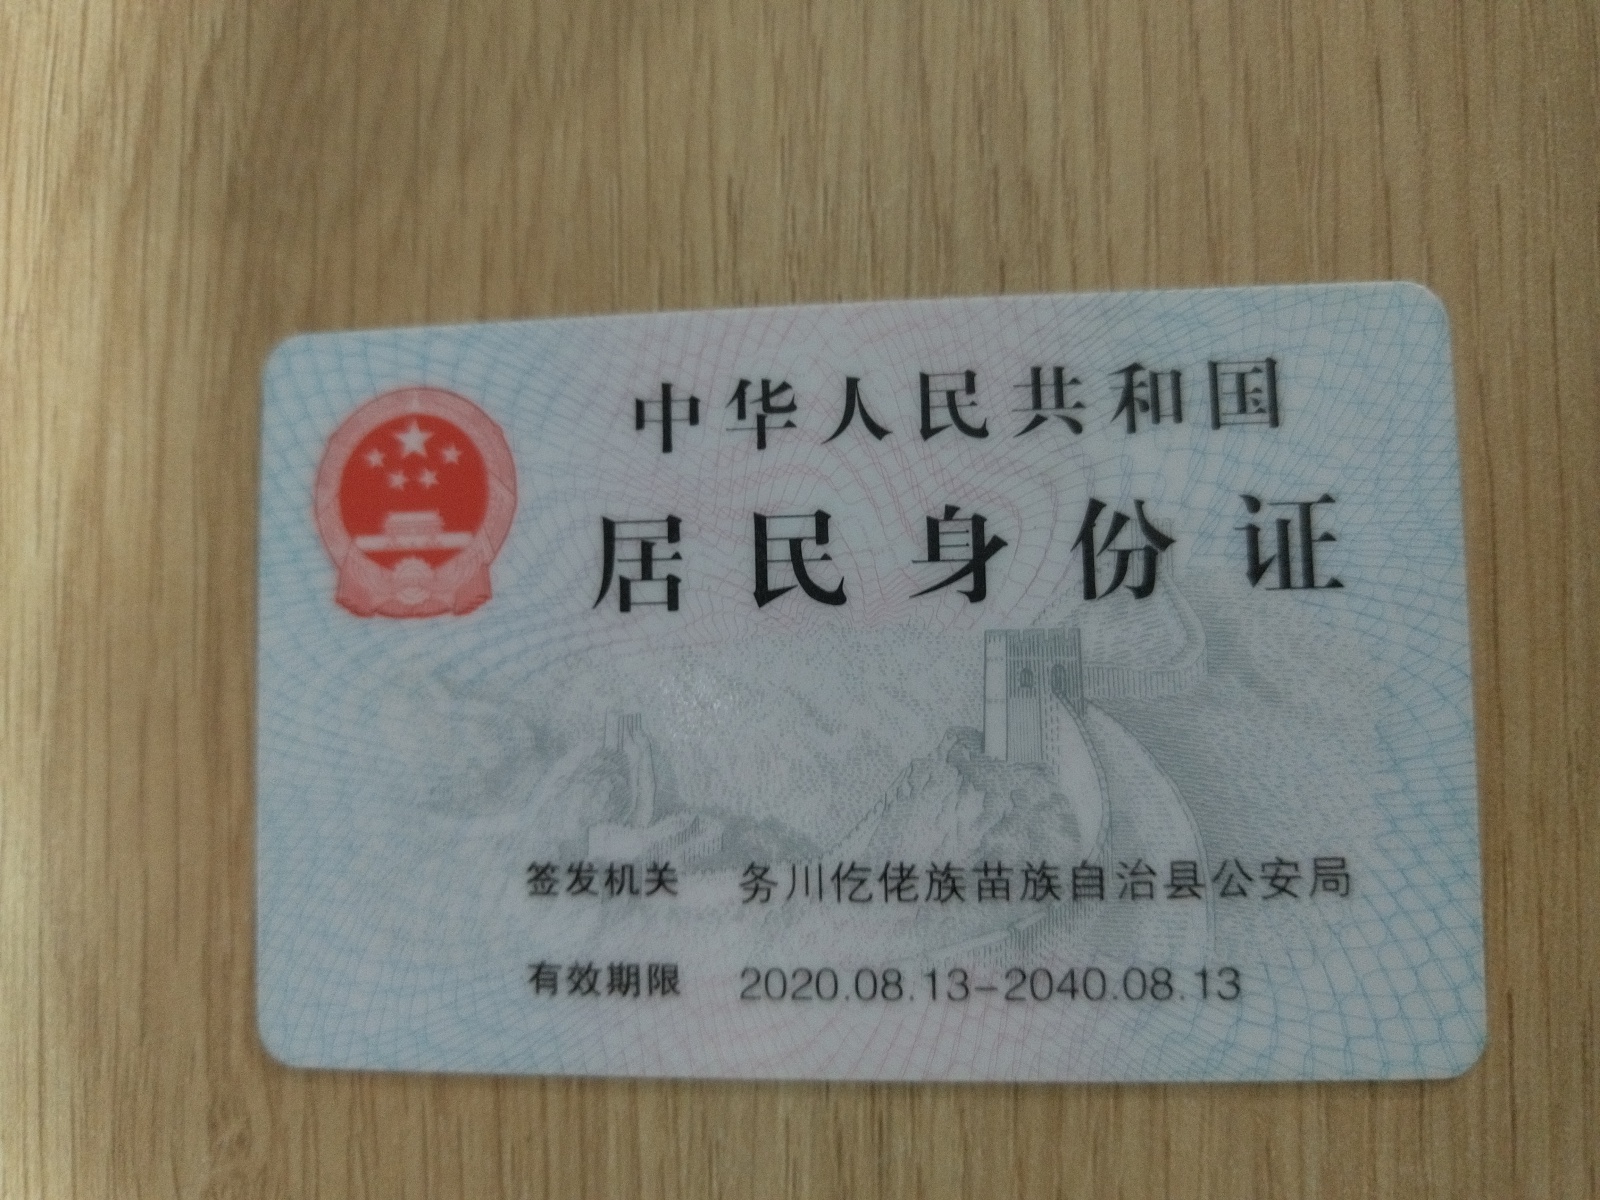 中华人民共和国
居民身份证
签发机关 务川仡佬族苗族自治县公安局
有效期限 2020.08.13-2040.08.13